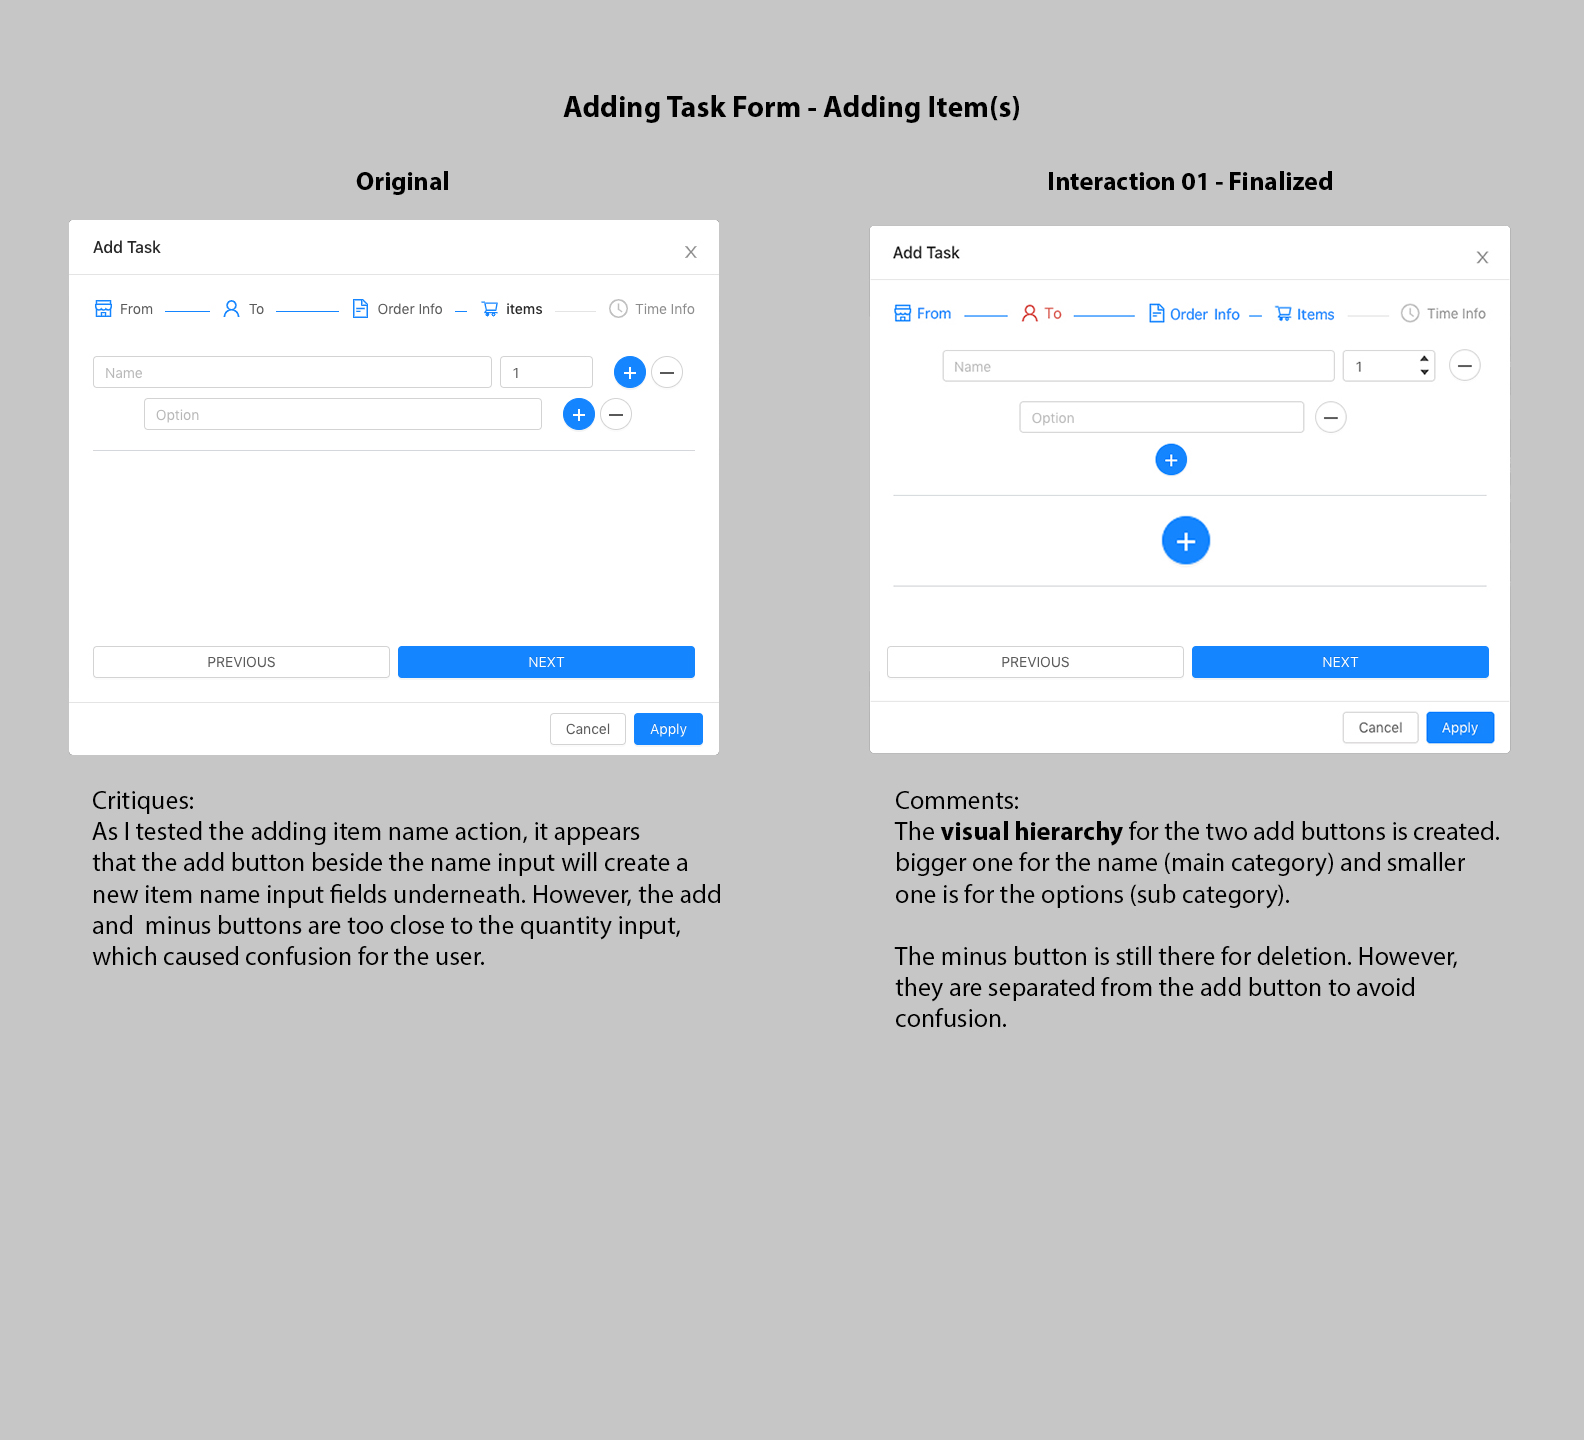 Adding Task Form - Adding Item(s)
Original
Add Task
X
From To Order Info items Time Info
Name 1 + −
Option + −
PREVIOUS NEXT
Cancel Apply
Critiques:
As I tested the adding item name action, it appears
that the add button beside the name input will create a
new item name input fields underneath. However, the add
and  minus buttons are too close to the quantity input,
which caused confusion for the user.
Interaction 01 - Finalized
Add Task
X
From To Order Info Items Time Info
Name 1 −
Option −
+
+
PREVIOUS NEXT
Cancel Apply
Comments:
The visual hierarchy for the two add buttons is created.
bigger one for the name (main category) and smaller
one is for the options (sub category).
The minus button is still there for deletion. However,
they are separated from the add button to avoid
confusion.